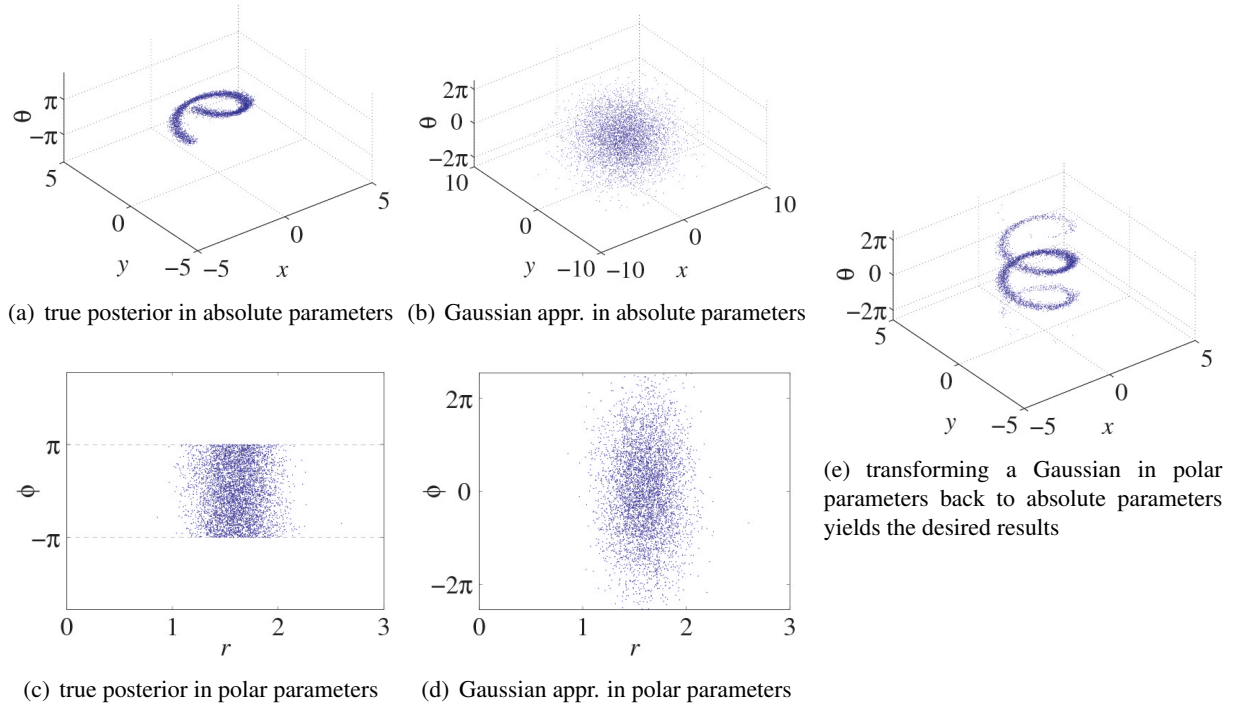 θ
π
−π
5
0
−5
y
−5
0
5
x
(a) true posterior in absolute parameters
θ
2π
0
−2π
10
0
−10
y
−10
0
10
x
(b) Gaussian appr. in absolute parameters
ϕ
π
−π
0 1 2 3
r
(c) true posterior in polar parameters
ϕ
2π
0
−2π
0 1 2 3
r
(d) Gaussian appr. in polar parameters
θ
2π
0
−2π
5
0
−5
y
−5
0
5
x
(e) transforming a Gaussian in polar
parameters back to absolute parameters
yields the desired results